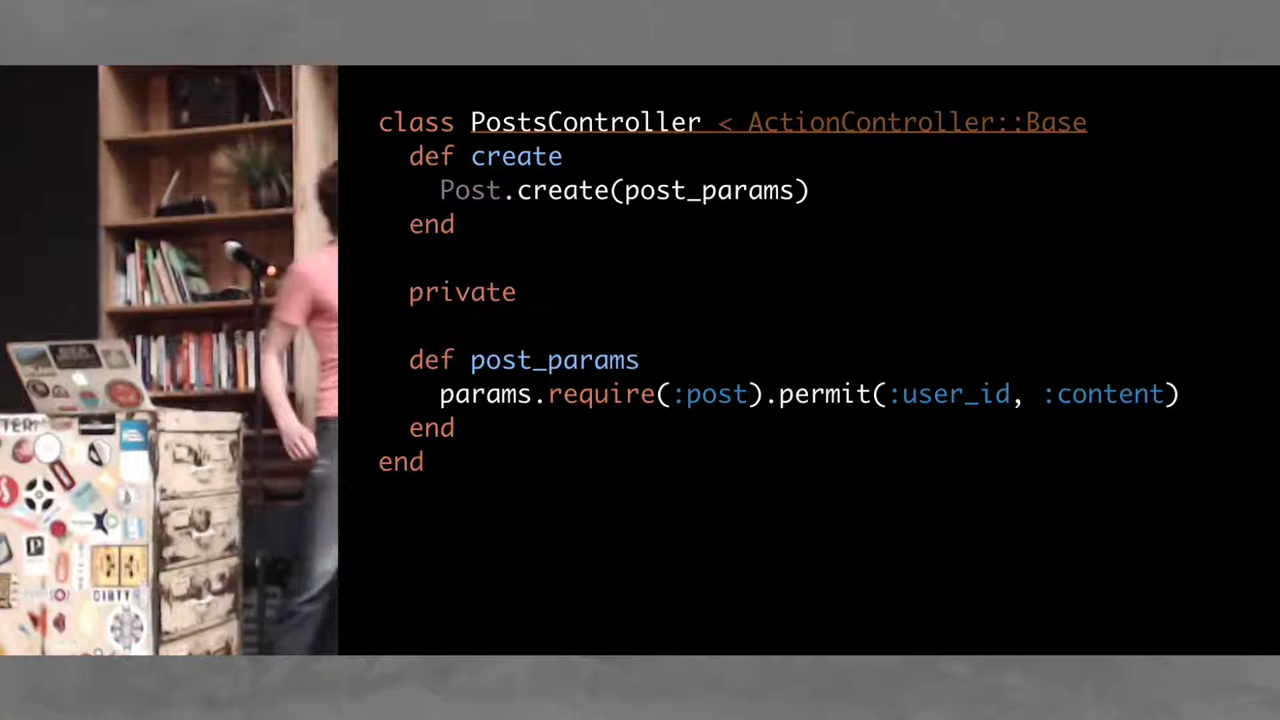 class PostsController < ActionController::Base
def create
Post.create(post_params)
end
private
def post_params
params.require(:post).permit(:user_id, :content)
end
end
DIRTY